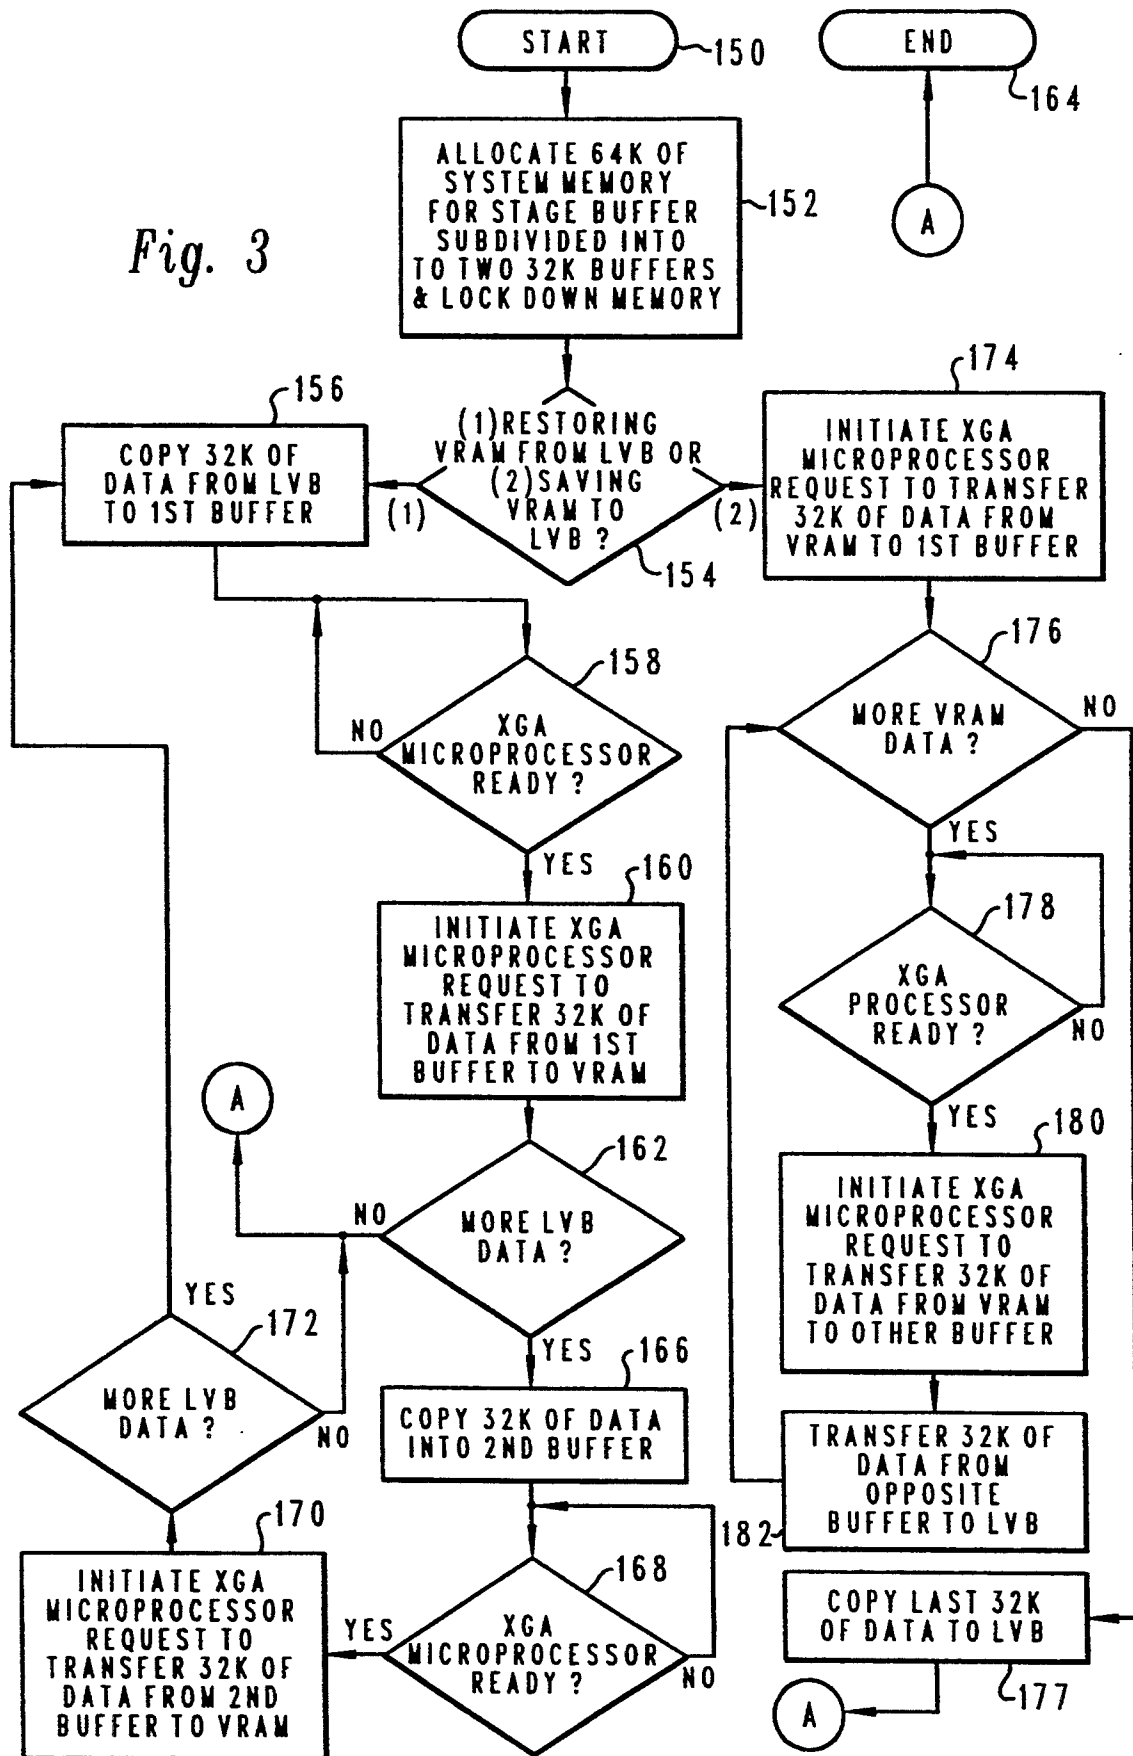 START
150
END
164
ALLOCATE 64K OF
SYSTEM MEMORY
FOR STAGE BUFFER
SUBDIVIDED INTO
TO TWO 32K BUFFERS
& LOCK DOWN MEMORY
152
A
Fig. 3
156
COPY 32K OF
DATA FROM LVB
TO 1ST BUFFER
(1)RESTORING
VRAM FROM LVB OR
(2)SAVING
VRAM TO
LVB ?
(1)
(2)
154
174
INITIATE XGA
MICROPROCESSOR
REQUEST TO TRANSFER
32K OF DATA FROM
VRAM TO 1ST BUFFER
158
XGA
MICROPROCESSOR
READY ?
NO
YES
176
MORE VRAM
DATA ?
NO
YES
160
INITIATE XGA
MICROPROCESSOR
REQUEST TO
TRANSFER 32K OF
DATA FROM 1ST
BUFFER TO VRAM
178
XGA
PROCESSOR
READY ?
NO
YES
A
162
MORE LVB
DATA ?
NO
YES
180
INITIATE XGA
MICROPROCESSOR
REQUEST TO
TRANSFER 32K OF
DATA FROM VRAM
TO OTHER BUFFER
YES
172
MORE LVB
DATA ?
NO
166
COPY 32K OF DATA
INTO 2ND BUFFER
TRANSFER 32K OF
DATA FROM
OPPOSITE
BUFFER TO LVB
182
170
INITIATE XGA
MICROPROCESSOR
REQUEST TO
TRANSFER 32K OF
DATA FROM 2ND
BUFFER TO VRAM
168
YES
XGA
MICROPROCESSOR
READY ?
NO
COPY LAST 32K
OF DATA TO LVB
177
A